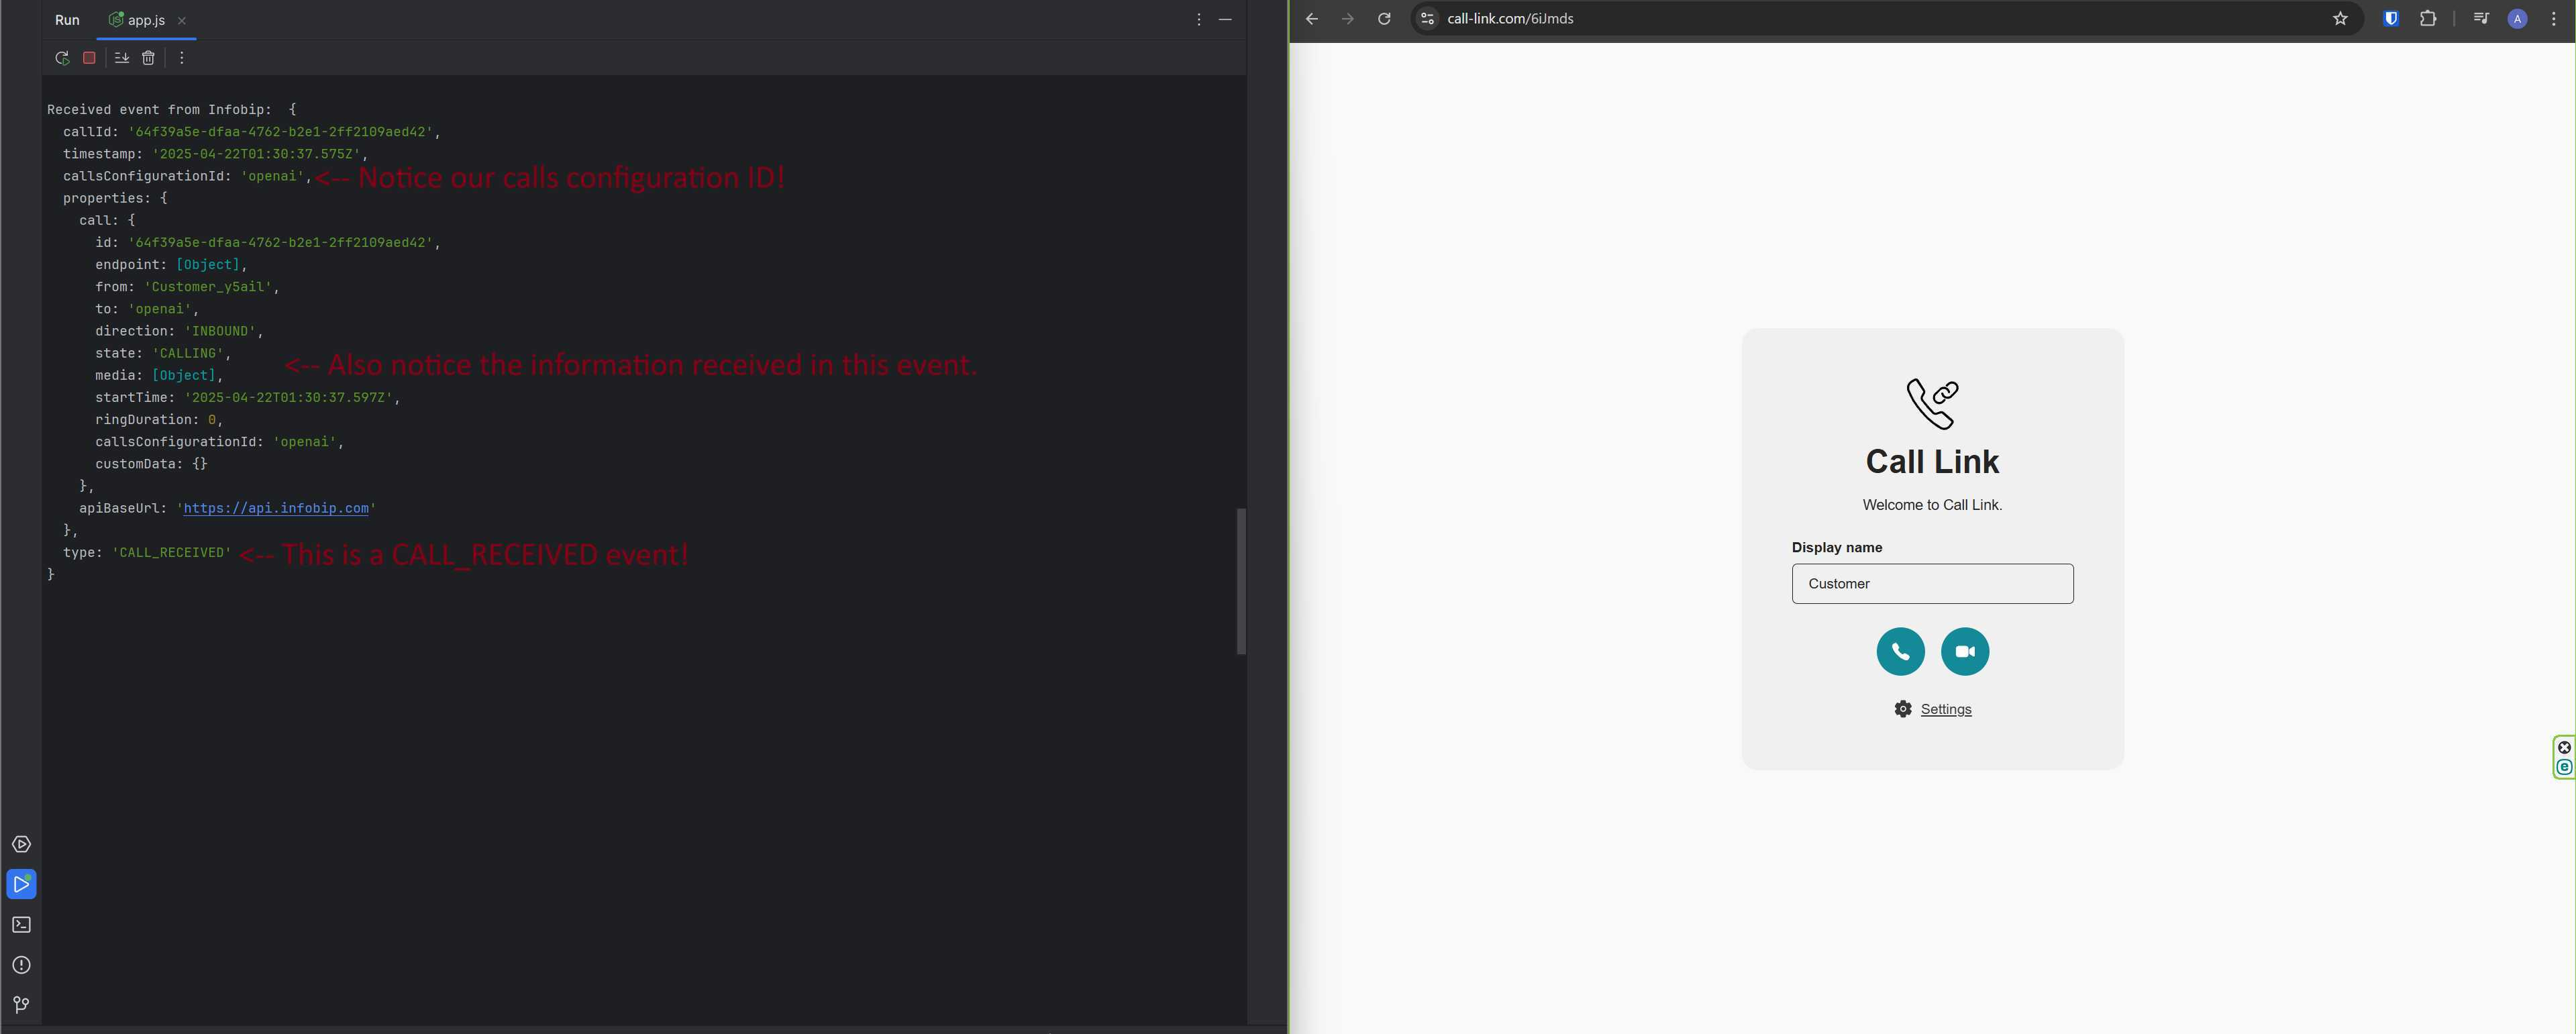 Run app.js
Received event from Infobip:  {
  callId: '64f39a5e-dfaa-4762-b2e1-2ff2109aed42',
  timestamp: '2025-04-22T01:30:37.575Z',
  callsConfigurationId: 'openai', <-- Notice our calls configuration ID!
  properties: {
    call: {
      id: '64f39a5e-dfaa-4762-b2e1-2ff2109aed42',
      endpoint: [Object],
      from: 'Customer_y5ail',
      to: 'openai',
      direction: 'INBOUND',
      state: 'CALLING',
<-- Also notice the information received in this event.
      media: [Object],
      startTime: '2025-04-22T01:30:37.597Z',
      ringDuration: 0,
      callsConfigurationId: 'openai',
      customData: {}
    },
    apiBaseUrl: 'https://api.infobip.com'
  },
  type: 'CALL_RECEIVED' <-- This is a CALL_RECEIVED event!
}
call-link.com/6iJmds
A
Call Link
Welcome to Call Link.
Display name
Customer
Settings
e